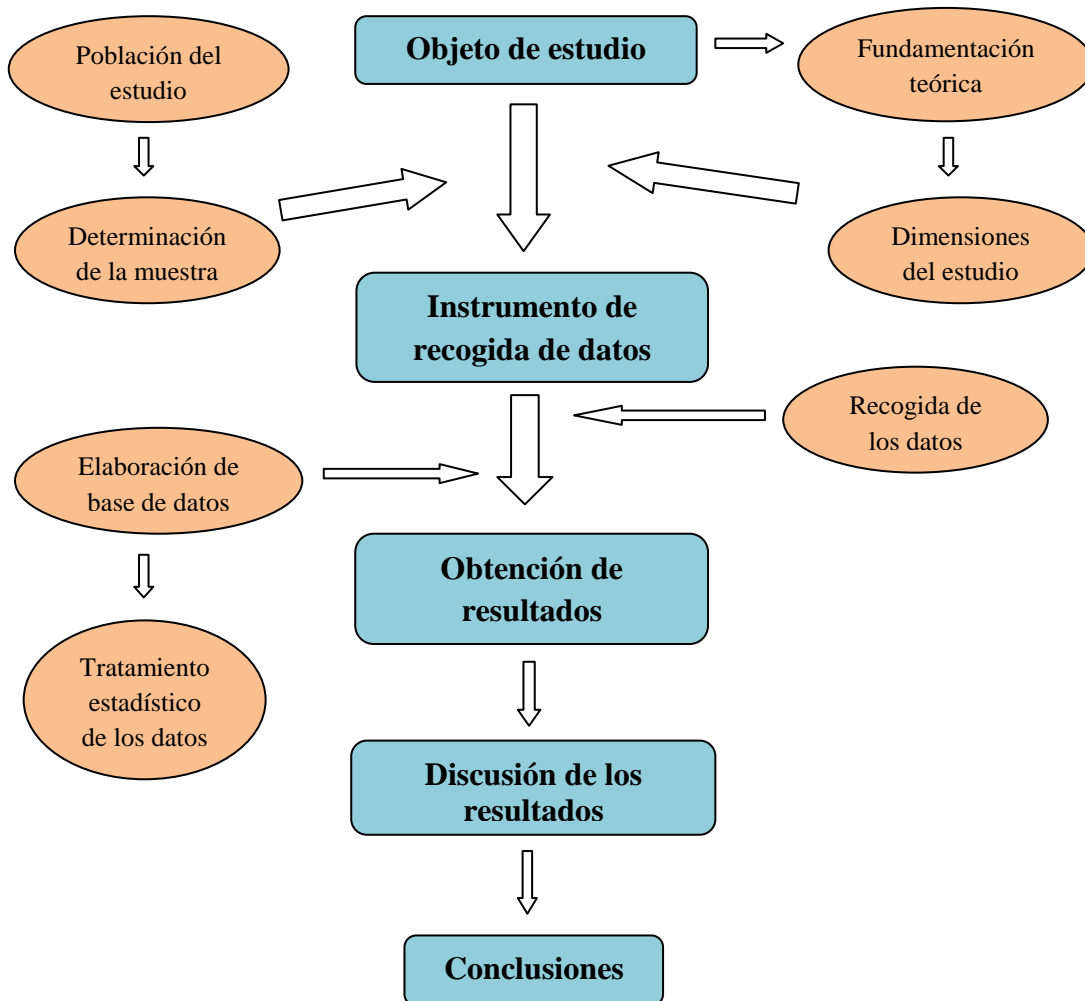 Población del
estudio
Objeto de estudio
Fundamentación
teórica
Determinación
de la muestra
Dimensiones
del estudio
Instrumento de
recogida de datos
Recogida de
los datos
Elaboración de
base de datos
Obtención de
resultados
Tratamiento
estadístico
de los datos
Discusión de los
resultados
Conclusiones